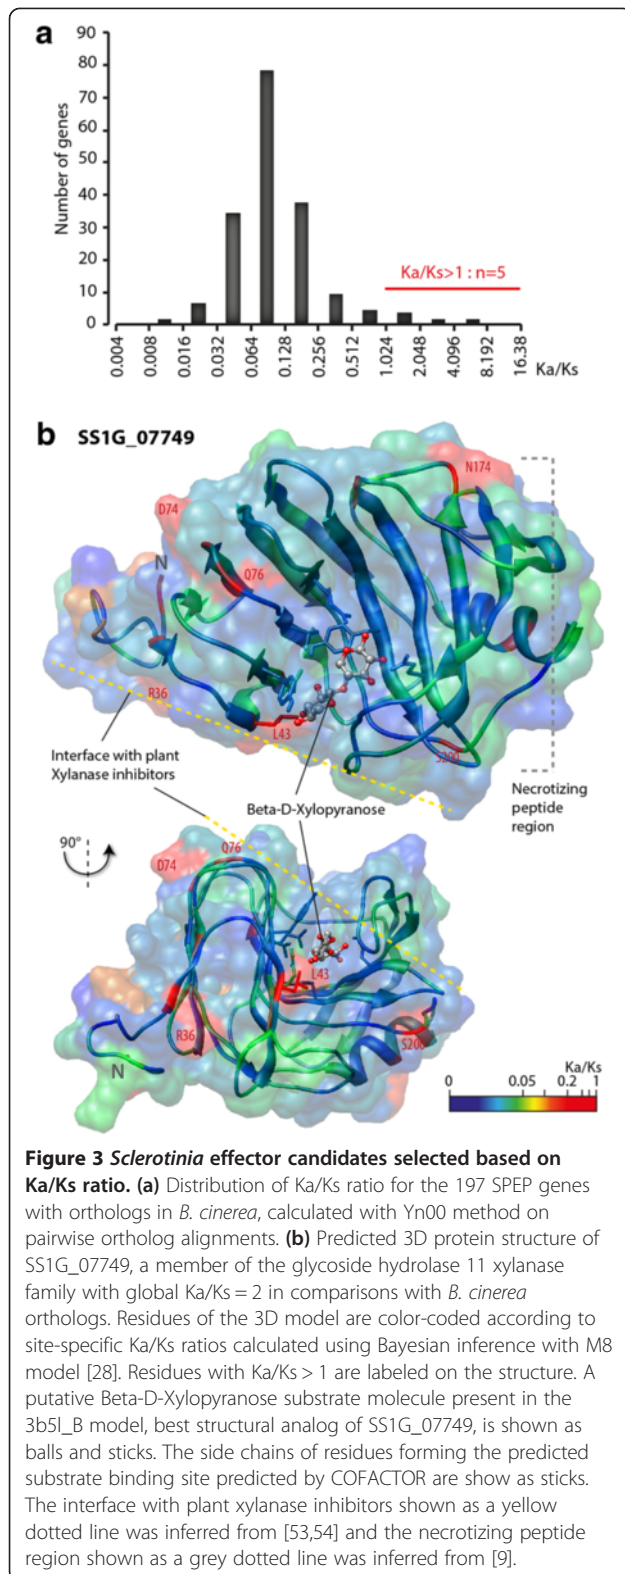 a
90
80
70
60
50
40
30
20
10
0
Number of genes
Ka/Ks>1 : n=5
0.004
0.008
0.016
0.032
0.064
0.128
0.256
0.512
1.024
2.048
4.096
8.192
16.38
Ka/Ks
b SS1G_07749
N174
D74
N
Q76
R36
L43
S200
Interface with plant
Xylanase inhibitors
Beta-D-Xylopyranose
Necrotizing
peptide
region
90°
Q76
D74
L43
R36
S200
N
Ka/Ks
0 0.05 0.2 1
Figure 3 Sclerotinia effector candidates selected based on
Ka/Ks ratio. (a) Distribution of Ka/Ks ratio for the 197 SPEP genes
with orthologs in B. cinerea, calculated with Yn00 method on
pairwise ortholog alignments. (b) Predicted 3D protein structure of
SS1G_07749, a member of the glycoside hydrolase 11 xylanase
family with global Ka/Ks = 2 in comparisons with B. cinerea
orthologs. Residues of the 3D model are color-coded according to
site-specific Ka/Ks ratios calculated using Bayesian inference with M8
model [28]. Residues with Ka/Ks > 1 are labeled on the structure. A
putative Beta-D-Xylopyranose substrate molecule present in the
3b5l_B model, best structural analog of SS1G_07749, is shown as
balls and sticks. The side chains of residues forming the predicted
substrate binding site predicted by COFACTOR are show as sticks.
The interface with plant xylanase inhibitors shown as a yellow
dotted line was inferred from [53,54] and the necrotizing peptide
region shown as a grey dotted line was inferred from [9].